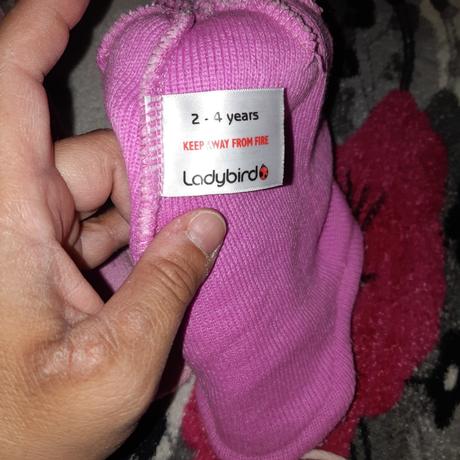 2 - 4 years
KEEP AWAY FROM FIRE
Ladybird